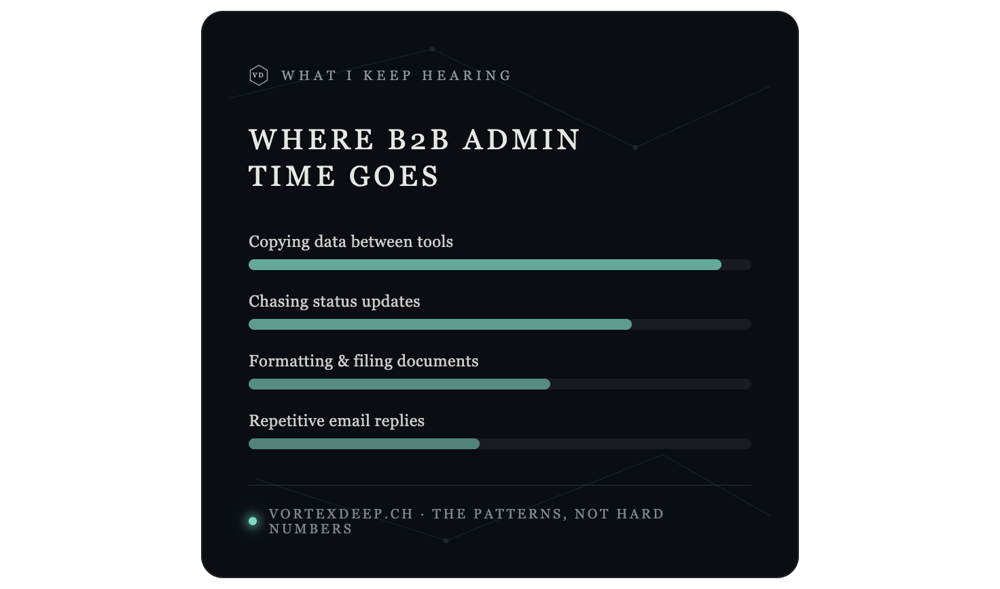 VD WHAT I KEEP HEARING
WHERE B2B ADMIN
TIME GOES
Copying data between tools
Chasing status updates
Formatting & filing documents
Repetitive email replies
VORTEXDEEP.CH · THE PATTERNS, NOT HARD
NUMBERS